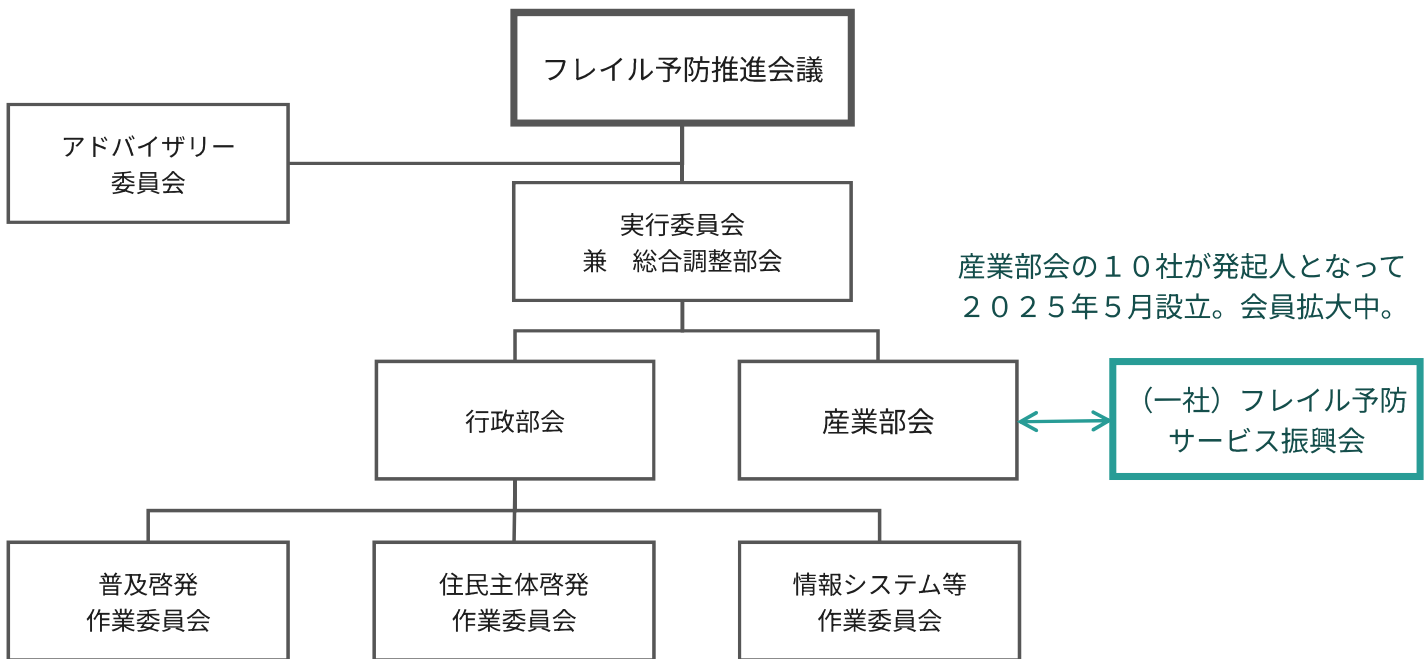 フレイル予防推進会議
アドバイザリー
委員会
実行委員会
兼　総合調整部会
産業部会の１０社が発起人となって
２０２５年５月設立。会員拡大中。
行政部会
産業部会
（一社）フレイル予防
サービス振興会
普及啓発
作業委員会
住民主体啓発
作業委員会
情報システム等
作業委員会